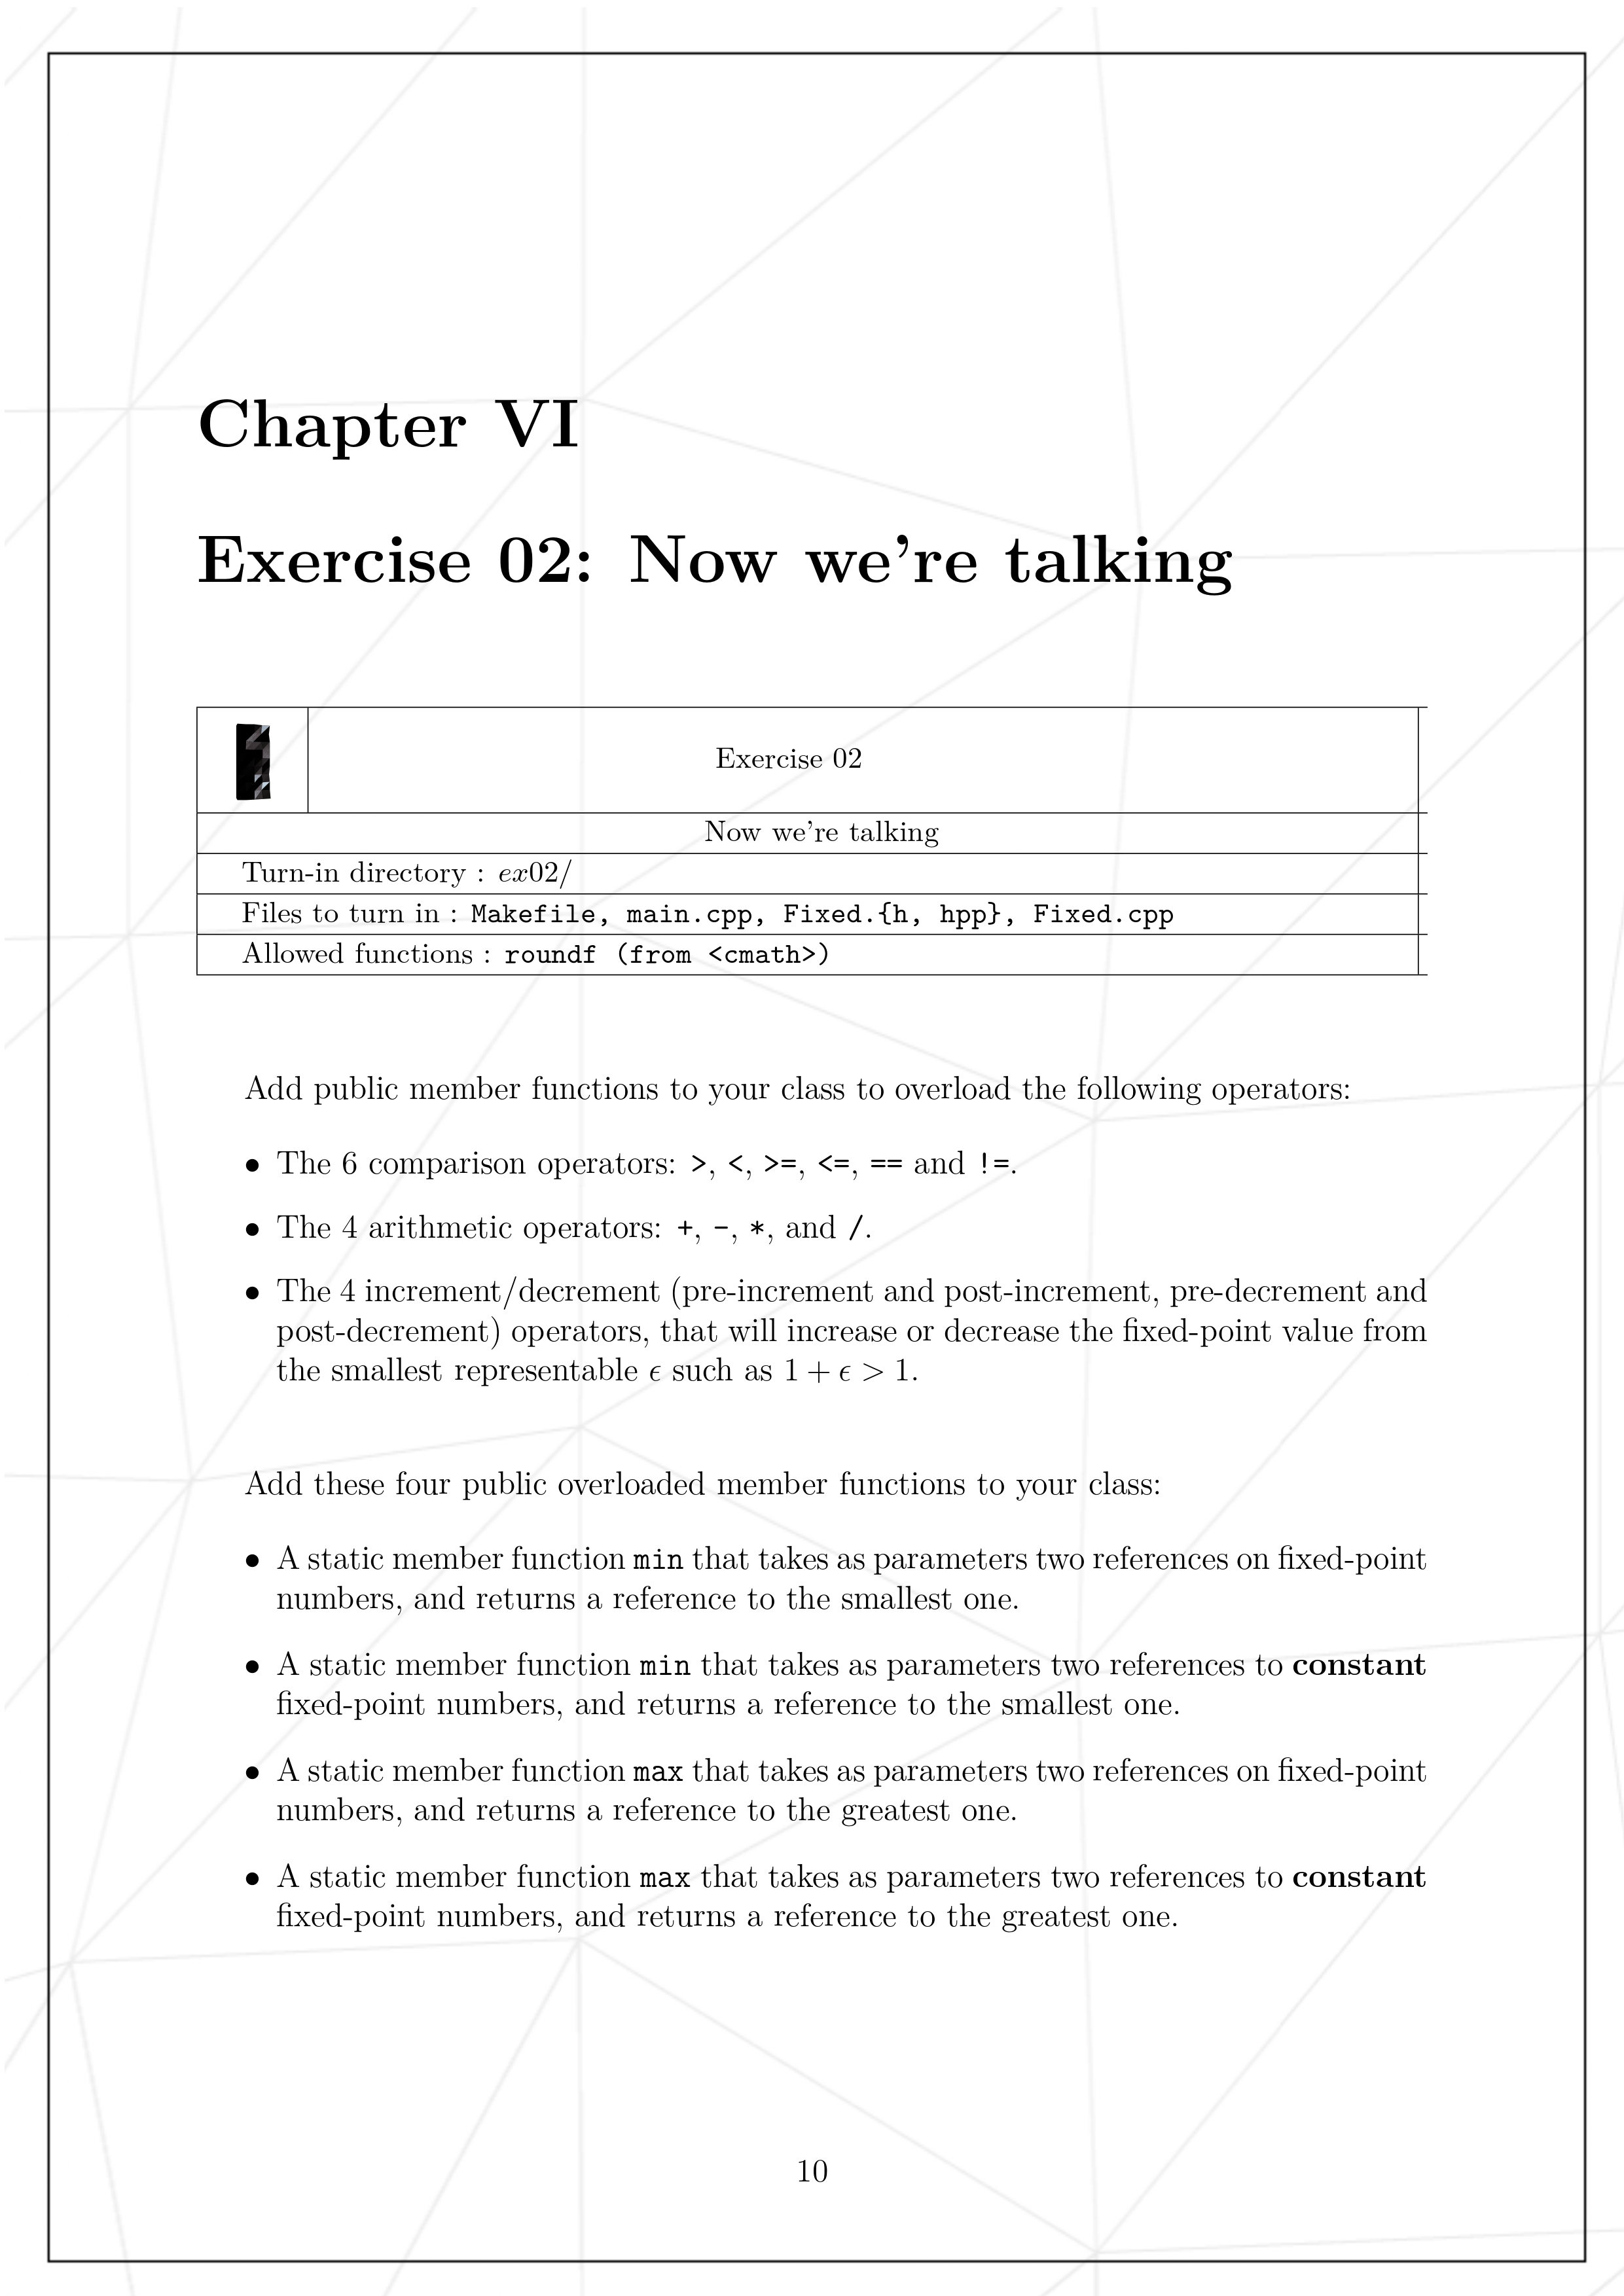 Chapter VI
Exercise 02: Now we're talking
Exercise 02
Now we're talking
Turn-in directory : ex02/
Files to turn in : Makefile, main.cpp, Fixed.{h, hpp}, Fixed.cpp
Allowed functions : roundf (from <cmath>)
Add public member functions to your class to overload the following operators:
• The 6 comparison operators: >, <, >=, <=, == and !=.
• The 4 arithmetic operators: +, -, *, and /.
• The 4 increment/decrement (pre-increment and post-increment, pre-decrement and
post-decrement) operators, that will increase or decrease the fixed-point value from
the smallest representable ϵ such as 1 + ϵ > 1.
Add these four public overloaded member functions to your class:
• A static member function min that takes as parameters two references on fixed-point
numbers, and returns a reference to the smallest one.
• A static member function min that takes as parameters two references to constant
fixed-point numbers, and returns a reference to the smallest one.
• A static member function max that takes as parameters two references on fixed-point
numbers, and returns a reference to the greatest one.
• A static member function max that takes as parameters two references to constant
fixed-point numbers, and returns a reference to the greatest one.
10